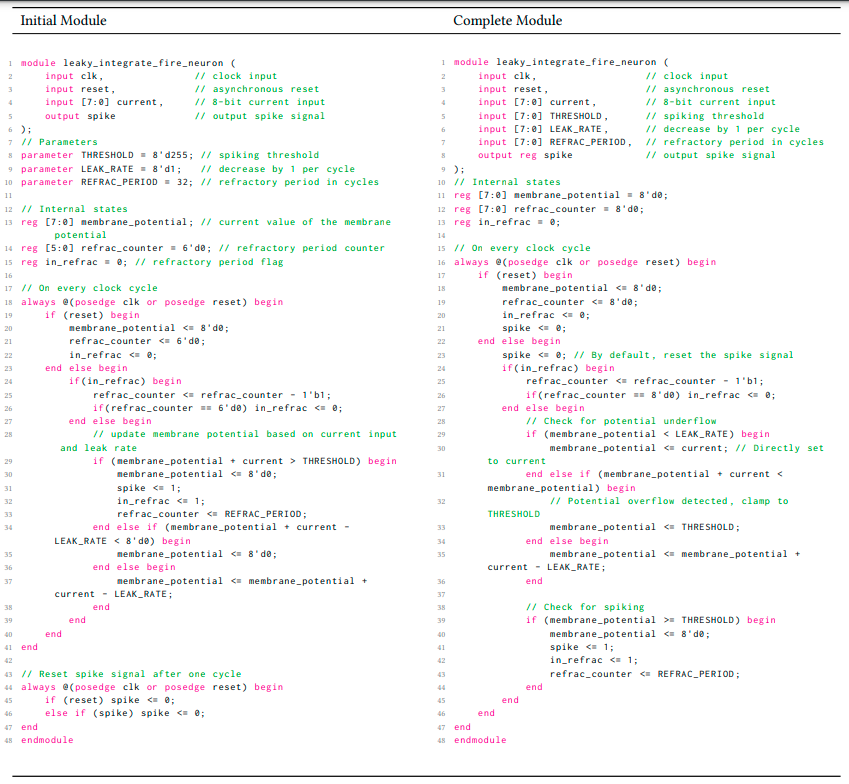 Initial Module
1 module leaky_integrate_fire_neuron (
2 input clk, // clock input
3 input reset, // asynchronous reset
4 input [7:0] current, // 8-bit current input
5 output spike // output spike signal
6 );
7 // Parameters
8 parameter THRESHOLD = 8'd255; // spiking threshold
9 parameter LEAK_RATE = 8'd1; // decrease by 1 per cycle
10 parameter REFRAC_PERIOD = 32; // refractory period in cycles
11
12 // Internal states
13 reg [7:0] membrane_potential; // current value of the membrane
potential
14 reg [5:0] refrac_counter = 6'd0; // refractory period counter
15 reg in_refrac = 0; // refractory period flag
16
17 // On every clock cycle
18 always @(posedge clk or posedge reset) begin
19 if (reset) begin
20 membrane_potential <= 8'd0;
21 refrac_counter <= 6'd0;
22 in_refrac <= 0;
23 end else begin
24 if(in_refrac) begin
25 refrac_counter <= refrac_counter - 1'b1;
26 if(refrac_counter == 6'd0) in_refrac <= 0;
27 end else begin
28 // update membrane potential based on current input
and leak rate
29 if (membrane_potential + current > THRESHOLD) begin
30 membrane_potential <= 8'd0;
31 spike <= 1;
32 in_refrac <= 1;
33 refrac_counter <= REFRAC_PERIOD;
34 end else if (membrane_potential + current -
LEAK_RATE < 8'd0) begin
35 membrane_potential <= 8'd0;
36 end else begin
37 membrane_potential <= membrane_potential +
current - LEAK_RATE;
38 end
39 end
40 end
41 end
42
43 // Reset spike signal after one cycle
44 always @(posedge clk or posedge reset) begin
45 if (reset) spike <= 0;
46 else if (spike) spike <= 0;
47 end
48 endmodule
Complete Module
1 module leaky_integrate_fire_neuron (
2 input clk, // clock input
3 input reset, // asynchronous reset
4 input [7:0] current, // 8-bit current input
5 input [7:0] THRESHOLD, // spiking threshold
6 input [7:0] LEAK_RATE, // decrease by 1 per cycle
7 input [7:0] REFRAC_PERIOD, // refractory period in cycles
8 output reg spike // output spike signal
9 );
10 // Internal states
11 reg [7:0] membrane_potential = 8'd0;
12 reg [7:0] refrac_counter = 8'd0;
13 reg in_refrac = 0;
14
15 // On every clock cycle
16 always @(posedge clk or posedge reset) begin
17 if (reset) begin
18 membrane_potential <= 8'd0;
19 refrac_counter <= 8'd0;
20 in_refrac <= 0;
21 spike <= 0;
22 end else begin
23 spike <= 0; // By default, reset the spike signal
24 if(in_refrac) begin
25 refrac_counter <= refrac_counter - 1'b1;
26 if(refrac_counter == 8'd0) in_refrac <= 0;
27 end else begin
28 // Check for potential underflow
29 if (membrane_potential < LEAK_RATE) begin
30 membrane_potential <= current; // Directly set
to current
31 end else if (membrane_potential + current <
membrane_potential) begin
32 // Potential overflow detected, clamp to
THRESHOLD
33 membrane_potential <= THRESHOLD;
34 end else begin
35 membrane_potential <= membrane_potential +
current - LEAK_RATE;
36 end
37
38 // Check for spiking
39 if (membrane_potential >= THRESHOLD) begin
40 membrane_potential <= 8'd0;
41 spike <= 1;
42 in_refrac <= 1;
43 refrac_counter <= REFRAC_PERIOD;
44 end
45 end
46 end
47 end
48 endmodule